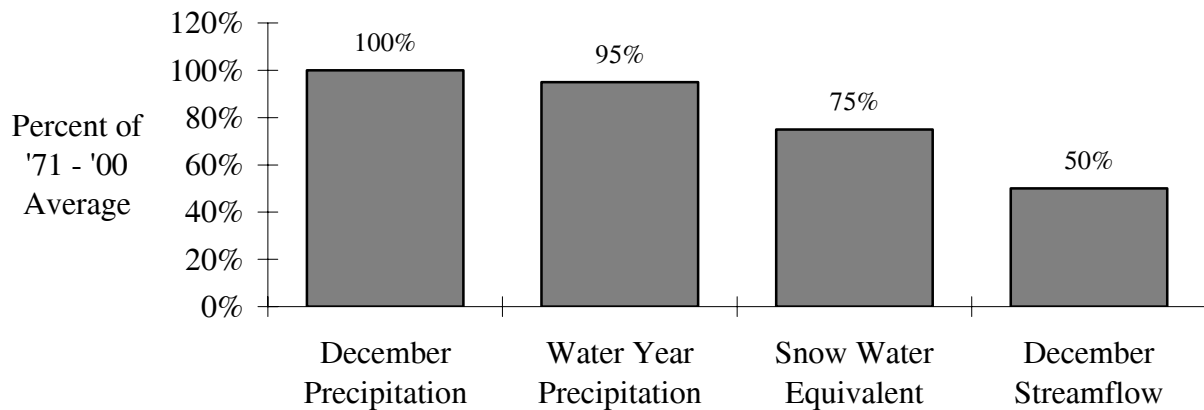 120%
100%
80%
60%
40%
20%
0%
Percent of
'71 - '00
Average
100%
95%
75%
50%
December
Precipitation
Water Year
Precipitation
Snow Water
Equivalent
December
Streamflow